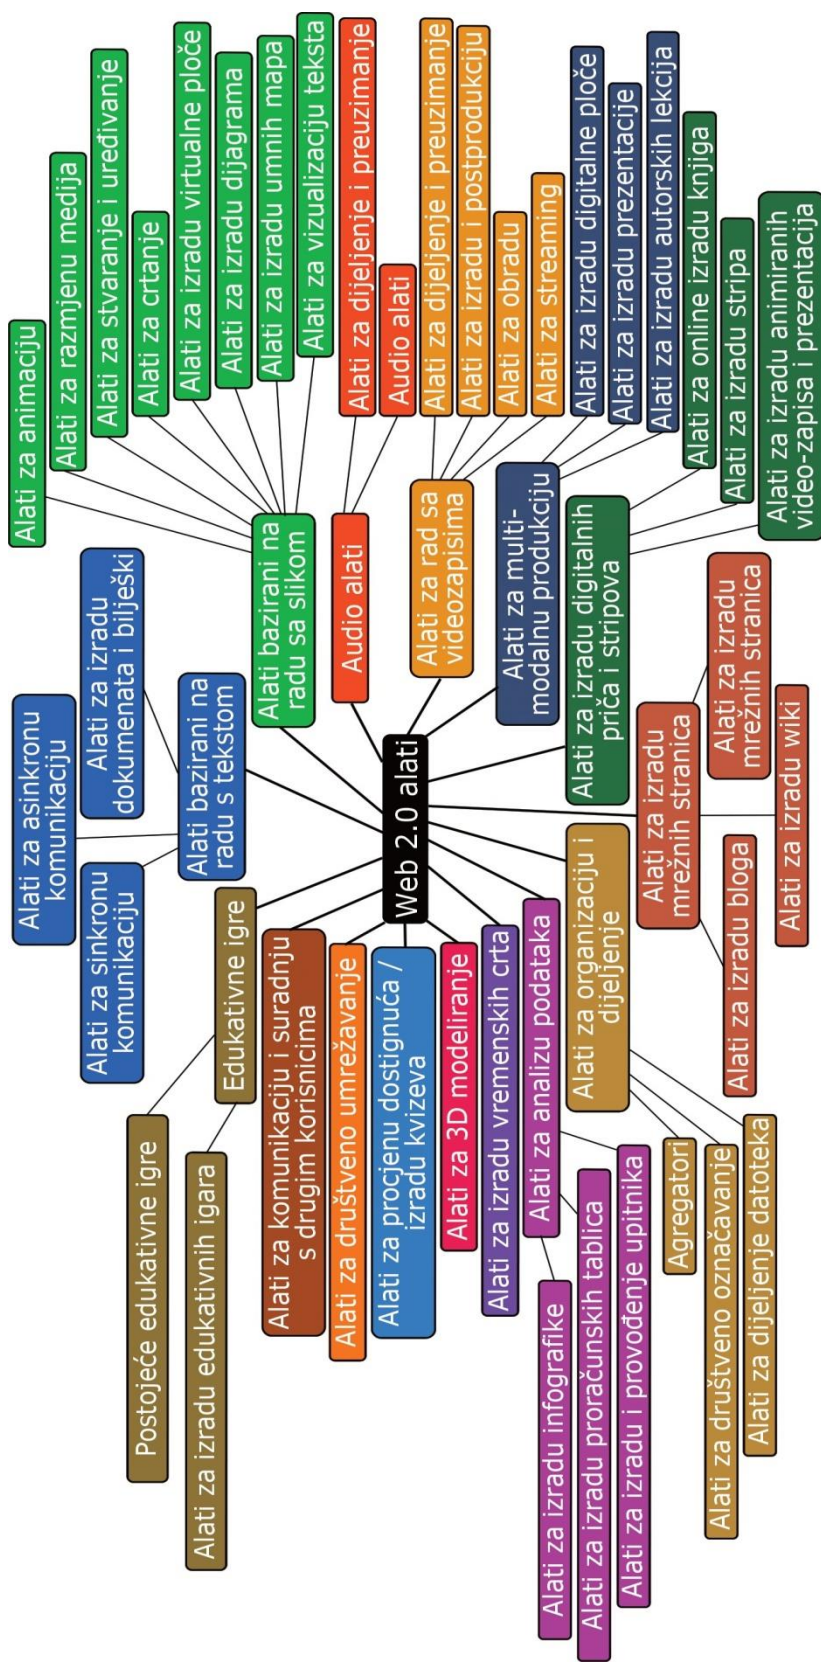 Web 2.0 alati
Alati bazirani na
radu s tekstom
Alati za sinkronu
komunikaciju
Alati za asinkronu
komunikaciju
Alati za izradu
dokumenata i bilješki
Alati bazirani na
radu sa slikom
Alati za animaciju
Alati za razmjenu medija
Alati za stvaranje i uređivanje
Alati za crtanje
Alati za izradu virtualne ploče
Alati za izradu dijagrama
Alati za izradu umnih mapa
Alati za vizualizaciju teksta
Audio alati
Alati za dijeljenje i preuzimanje
Audio alati
Alati za rad sa
videozapisima
Alati za dijeljenje i preuzimanje
Alati za izradu i postprodukciju
Alati za obradu
Alati za streaming
Alati za multi-
modalnu produkciju
Alati za izradu digitalne ploče
Alati za izradu prezentacije
Alati za izradu autorskih lekcija
Alati za izradu digitalnih
priča i stripova
Alati za online izradu knjiga
Alati za izradu stripa
Alati za izradu animiranih
video-zapisa i prezentacija
Alati za izradu
mrežnih stranica
Alati za izradu
mrežnih stranica
Alati za izradu wiki
Alati za izradu bloga
Alati za organizaciju i
dijeljenje
Agregatori
Alati za društveno označavanje
Alati za dijeljenje datoteka
Alati za analizu podataka
Alati za izradu infografike
Alati za izradu proračunskih tablica
Alati za izradu i provođenje upitnika
Alati za izradu vremenskih crta
Alati za 3D modeliranje
Alati za procjenu dostignuća /
izradu kvizeva
Alati za društveno umrežavanje
Alati za komunikaciju i suradnju
s drugim korisnicima
Edukativne igre
Postojeće edukativne igre
Alati za izradu edukativnih igara